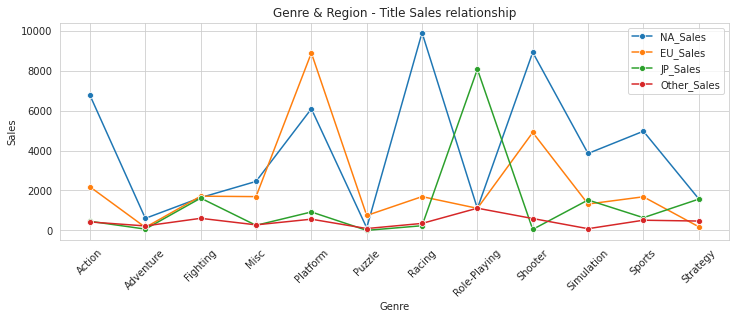 Genre & Region - Title Sales relationship
NA_Sales
EU_Sales
JP_Sales
Other_Sales
Sales
10000
8000
6000
4000
2000
0
Action
Adventure
Fighting
Misc
Platform
Puzzle
Racing
Role-Playing
Shooter
Simulation
Sports
Strategy
Genre